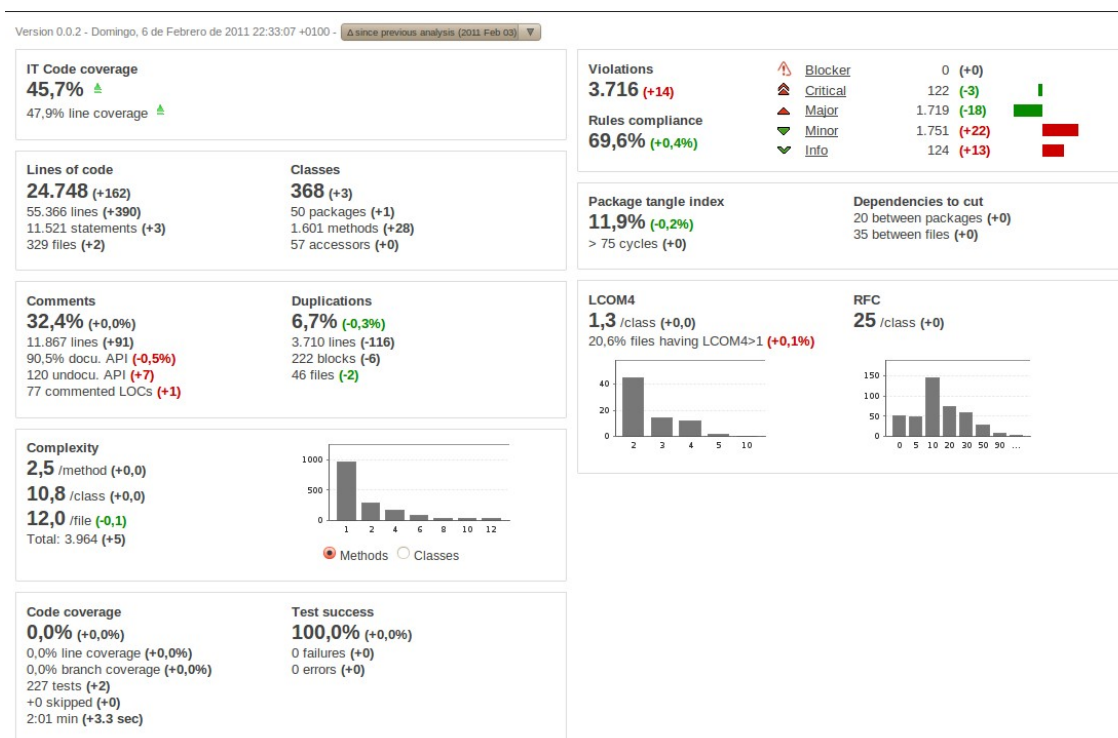 Version 0.0.2 - Domingo, 6 de Febrero de 2011 22:33:07 +0100 - Δ since previous analysis (2011 Feb 03)
IT Code coverage
45,7%
47,9% line coverage
Lines of code
24.748 (+162)
55.366 lines (+390)
11.521 statements (+3)
329 files (+2)
Classes
368 (+3)
50 packages (+1)
1.601 methods (+28)
57 accessors (+0)
Comments
32,4% (+0,0%)
11.867 lines (+91)
90,5% docu. API (-0,5%)
120 undocu. API (+7)
77 commented LOCs (+1)
Duplications
6,7% (-0,3%)
3.710 lines (-116)
222 blocks (-6)
46 files (-2)
Complexity
2,5 /method (+0,0)
10,8 /class (+0,0)
12,0 /file (-0,1)
Total: 3.964 (+5)
1000
500
0
1 2 4 6 8 10 12
Methods Classes
Code coverage
0,0% (+0,0%)
0,0% line coverage (+0,0%)
0,0% branch coverage (+0,0%)
227 tests (+2)
+0 skipped (+0)
2:01 min (+3.3 sec)
Test success
100,0% (+0,0%)
0 failures (+0)
0 errors (+0)
Violations
3.716 (+14)
Rules compliance
69,6% (+0,4%)
Blocker 0 (+0)
Critical 122 (-3)
Major 1.719 (-18)
Minor 1.751 (+22)
Info 124 (+13)
Package tangle index
11,9% (-0,2%)
> 75 cycles (+0)
Dependencies to cut
20 between packages (+0)
35 between files (+0)
LCOM4
1,3 /class (+0,0)
20,6% files having LCOM4>1 (+0,1%)
40
20
0
2 3 4 5 10
RFC
25 /class (+0)
150
100
50
0
0 5 10 20 30 50 90 ...